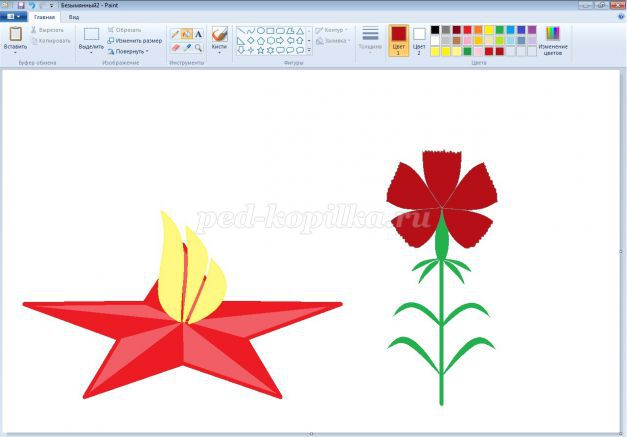 Безымянный2 - Paint
Главная Вид
Вставить
Вырезать
Копировать
Буфер обмена
Выделить
Обрезать
Изменить размер
Повернуть
Изображение
Инструменты
Кисти
Фигуры
Контур
Заливка
Толщина
Цвет 1
Цвет 2
Цвета
Изменение цветов
ped-kopilka.ru